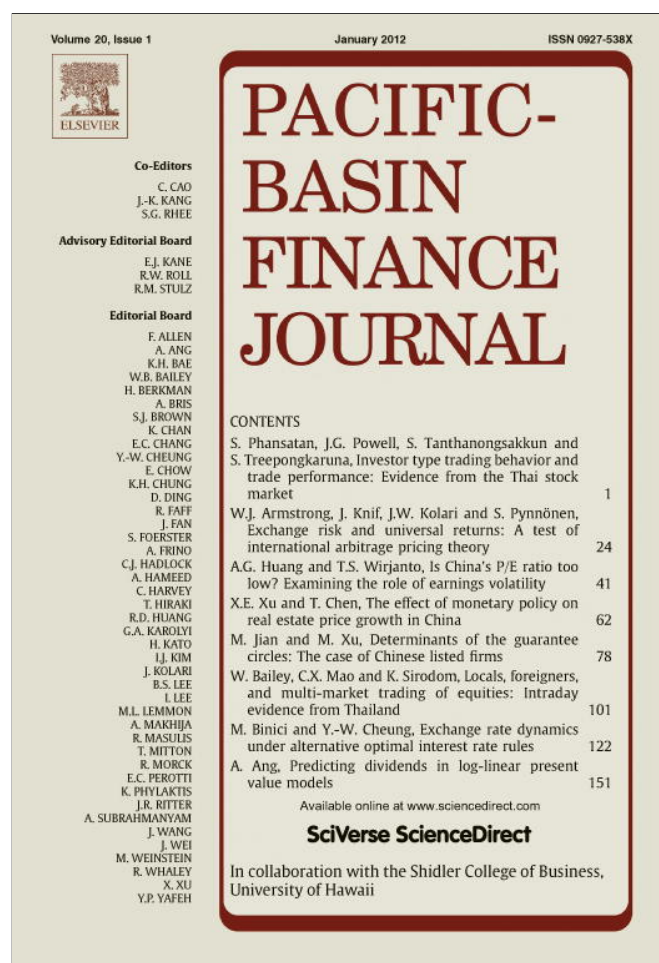 Volume 20, Issue 1
January 2012
ISSN 0927-538X
ELSEVIER
Co-Editors
C. CAO
J.-K. KANG
S.G. RHEE
Advisory Editorial Board
E.J. KANE
R.W. ROLL
R.M. STULZ
Editorial Board
F. ALLEN
A. ANG
K.H. BAE
W.B. BAILEY
H. BERKMAN
A. BRIS
S.J. BROWN
K. CHAN
E.C. CHANG
Y.-W. CHEUNG
E. CHOW
K.H. CHUNG
D. DING
R. FAFF
J. FAN
S. FOERSTER
A. FRINO
C.J. HADLOCK
A. HAMEED
C. HARVEY
T. HIRAKI
R.D. HUANG
G.A. KAROLYI
H. KATO
I.J. KIM
J. KOLARI
B.S. LEE
I. LEE
M.L. LEMMON
A. MAKHIJA
R. MASULIS
T. MITTON
R. MORCK
E.C. PEROTTI
K. PHYLAKTIS
J.R. RITTER
A. SUBRAHMANYAM
J. WANG
J. WEI
M. WEINSTEIN
R. WHALEY
X. XU
Y.P. YAFEH
PACIFIC-
BASIN
FINANCE
JOURNAL
CONTENTS
S. Phansatan, J.G. Powell, S. Tanthanongsakkun and
S. Treepongkaruna, Investor type trading behavior and
trade performance: Evidence from the Thai stock
market 1
W.J. Armstrong, J. Knif, J.W. Kolari and S. Pynnönen,
Exchange risk and universal returns: A test of
international arbitrage pricing theory 24
A.G. Huang and T.S. Wirjanto, Is China's P/E ratio too
low? Examining the role of earnings volatility 41
X.E. Xu and T. Chen, The effect of monetary policy on
real estate price growth in China 62
M. Jian and M. Xu, Determinants of the guarantee
circles: The case of Chinese listed firms 78
W. Bailey, C.X. Mao and K. Sirodom, Locals, foreigners,
and multi-market trading of equities: Intraday
evidence from Thailand 101
M. Binici and Y.-W. Cheung, Exchange rate dynamics
under alternative optimal interest rate rules 122
A. Ang, Predicting dividends in log-linear present
value models 151
Available online at www.sciencedirect.com
SciVerse ScienceDirect
In collaboration with the Shidler College of Business,
University of Hawaii